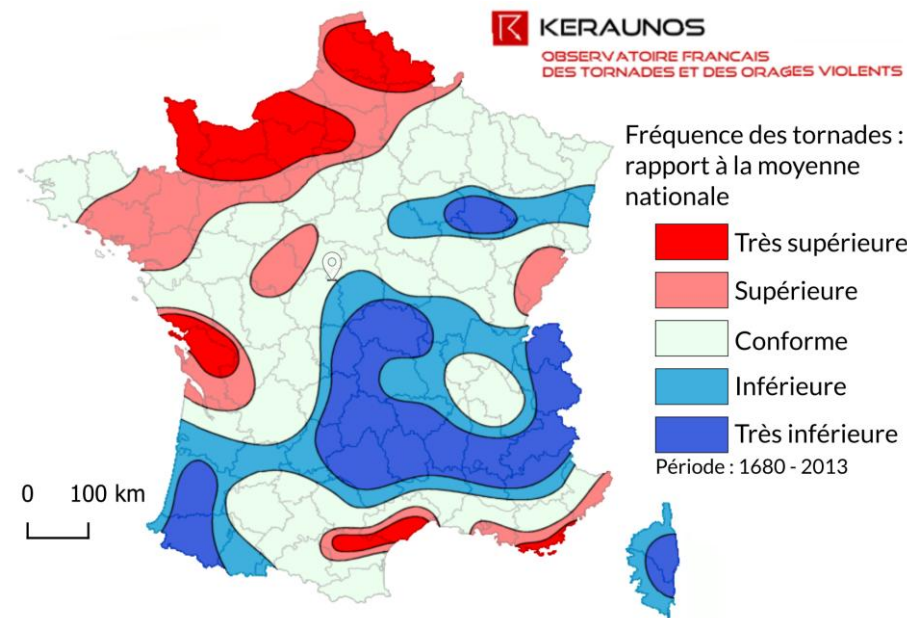 KERAUNOS
OBSERVATOIRE FRANCAIS
DES TORNADES ET DES ORAGES VIOLENTS
Fréquence des tornades :
rapport à la moyenne
nationale
Très supérieure
Supérieure
Conforme
Inférieure
Très inférieure
Période : 1680 - 2013
0 100 km